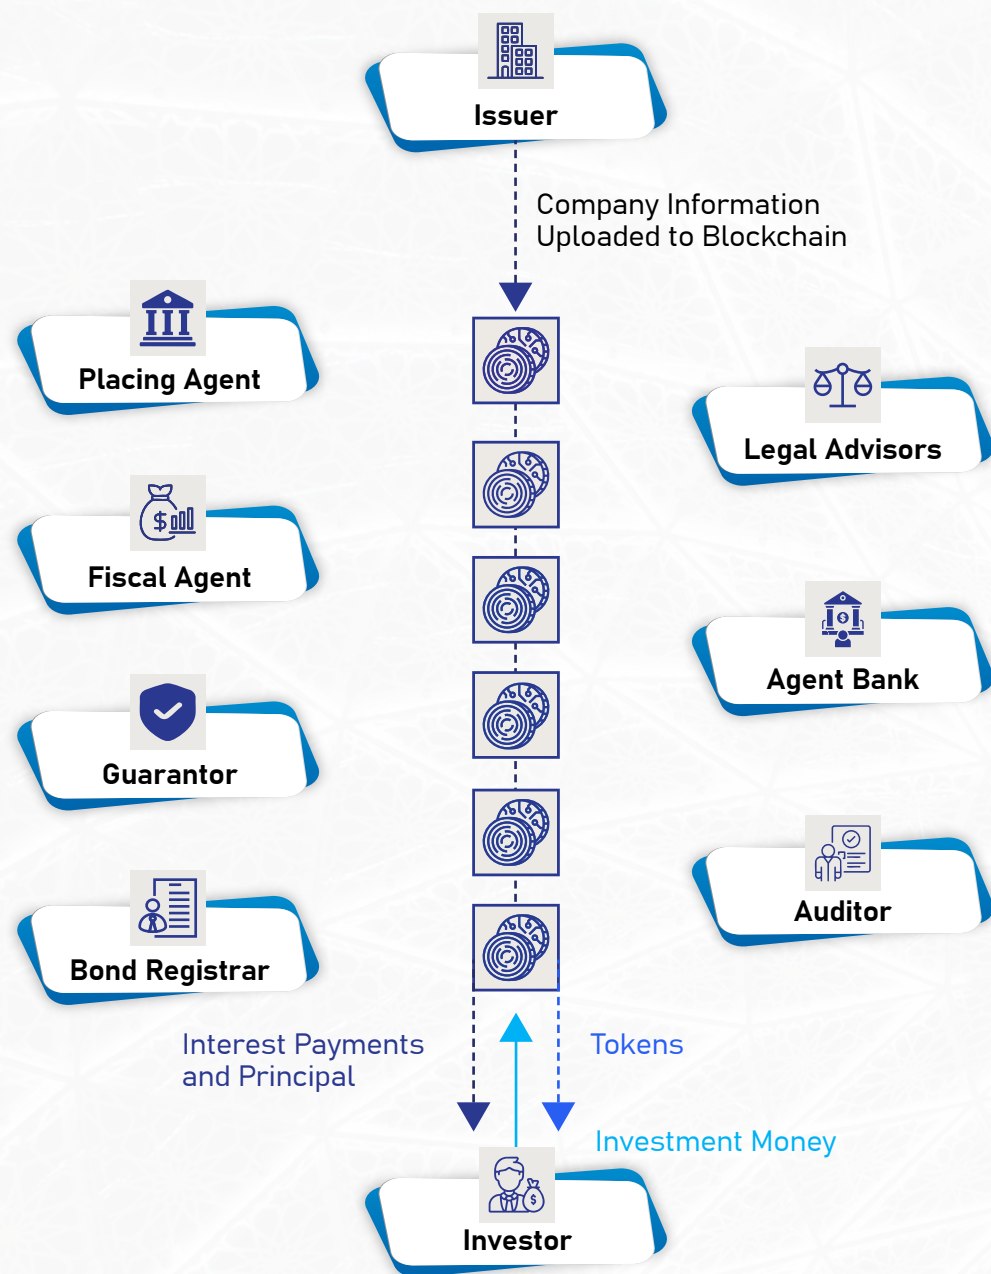 Issuer
Company Information
Uploaded to Blockchain
Placing Agent
Legal Advisors
Fiscal Agent
Agent Bank
Guarantor
Auditor
Bond Registrar
Interest Payments
and Principal
Tokens
Investment Money
Investor